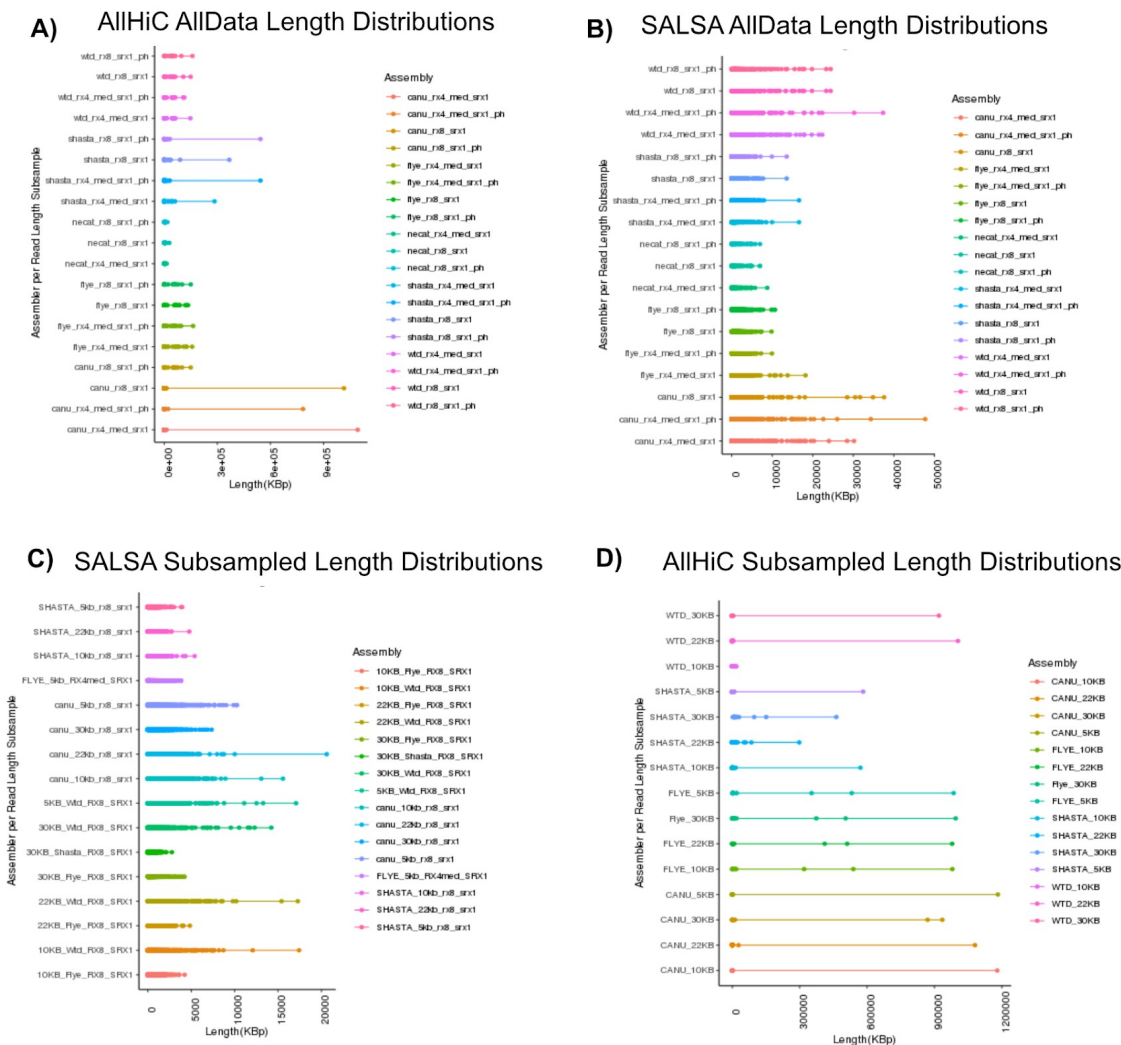 A) AllHiC AllData Length Distributions
Assembler per Read Length Subsample
wtd_rx8_srx1_ph
wtd_rx8_srx1
wtd_rx4_med_srx1_ph
wtd_rx4_med_srx1
shasta_rx8_srx1_ph
shasta_rx8_srx1
shasta_rx4_med_srx1_ph
shasta_rx4_med_srx1
necat_rx8_srx1_ph
necat_rx8_srx1
necat_rx4_med_srx1
flye_rx8_srx1_ph
flye_rx8_srx1
flye_rx4_med_srx1_ph
flye_rx4_med_srx1
canu_rx8_srx1_ph
canu_rx8_srx1
canu_rx4_med_srx1_ph
canu_rx4_med_srx1
0e+00
3e+05
6e+05
9e+05
Length(KBp)
Assembly
canu_rx4_med_srx1
canu_rx4_med_srx1_ph
canu_rx8_srx1
canu_rx8_srx1_ph
flye_rx4_med_srx1
flye_rx4_med_srx1_ph
flye_rx8_srx1
flye_rx8_srx1_ph
necat_rx4_med_srx1
necat_rx8_srx1
necat_rx8_srx1_ph
shasta_rx4_med_srx1
shasta_rx4_med_srx1_ph
shasta_rx8_srx1
shasta_rx8_srx1_ph
wtd_rx4_med_srx1
wtd_rx4_med_srx1_ph
wtd_rx8_srx1
wtd_rx8_srx1_ph
B) SALSA AllData Length Distributions
Assembler per Read Length Subsample
wtd_rx8_srx1_ph
wtd_rx8_srx1
wtd_rx4_med_srx1_ph
wtd_rx4_med_srx1
shasta_rx8_srx1_ph
shasta_rx8_srx1
shasta_rx4_med_srx1_ph
shasta_rx4_med_srx1
necat_rx8_srx1_ph
necat_rx8_srx1
necat_rx4_med_srx1
flye_rx8_srx1_ph
flye_rx8_srx1
flye_rx4_med_srx1_ph
flye_rx4_med_srx1
canu_rx8_srx1
canu_rx4_med_srx1_ph
canu_rx4_med_srx1
0
10000
20000
30000
40000
50000
Length(KBp)
Assembly
canu_rx4_med_srx1
canu_rx4_med_srx1_ph
canu_rx8_srx1
flye_rx4_med_srx1
flye_rx4_med_srx1_ph
flye_rx8_srx1
flye_rx8_srx1_ph
necat_rx4_med_srx1
necat_rx8_srx1
necat_rx8_srx1_ph
shasta_rx4_med_srx1
shasta_rx4_med_srx1_ph
shasta_rx8_srx1
shasta_rx8_srx1_ph
wtd_rx4_med_srx1
wtd_rx4_med_srx1_ph
wtd_rx8_srx1
wtd_rx8_srx1_ph
C) SALSA Subsampled Length Distributions
Assembler per Read Length Subsample
SHASTA_5kb_rx8_srx1
SHASTA_22kb_rx8_srx1
SHASTA_10kb_rx8_srx1
FLYE_5kb_RX4med_SRX1
canu_5kb_rx8_srx1
canu_30kb_rx8_srx1
canu_22kb_rx8_srx1
canu_10kb_rx8_srx1
5KB_Wtd_RX8_SRX1
30KB_Wtd_RX8_SRX1
30KB_Shasta_RX8_SRX1
30KB_Flye_RX8_SRX1
22KB_Wtd_RX8_SRX1
22KB_Flye_RX8_SRX1
10KB_Wtd_RX8_SRX1
10KB_Flye_RX8_SRX1
0
5000
10000
15000
20000
Length(KBp)
Assembly
10KB_Flye_RX8_SRX1
10KB_Wtd_RX8_SRX1
22KB_Flye_RX8_SRX1
22KB_Wtd_RX8_SRX1
30KB_Flye_RX8_SRX1
30KB_Shasta_RX8_SRX1
30KB_Wtd_RX8_SRX1
5KB_Wtd_RX8_SRX1
canu_10kb_rx8_srx1
canu_22kb_rx8_srx1
canu_30kb_rx8_srx1
canu_5kb_rx8_srx1
FLYE_5kb_RX4med_SRX1
SHASTA_10kb_rx8_srx1
SHASTA_22kb_rx8_srx1
SHASTA_5kb_rx8_srx1
D) AllHiC Subsampled Length Distributions
Assembler per Read Length Subsample
WTD_30KB
WTD_22KB
WTD_10KB
SHASTA_5KB
SHASTA_30KB
SHASTA_22KB
SHASTA_10KB
FLYE_5KB
Flye_30KB
FLYE_22KB
FLYE_10KB
CANU_5KB
CANU_30KB
CANU_22KB
CANU_10KB
0
300000
600000
900000
1200000
Length(KBp)
Assembly
CANU_10KB
CANU_22KB
CANU_30KB
CANU_5KB
FLYE_10KB
FLYE_22KB
Flye_30KB
FLYE_5KB
SHASTA_10KB
SHASTA_22KB
SHASTA_30KB
SHASTA_5KB
WTD_10KB
WTD_22KB
WTD_30KB